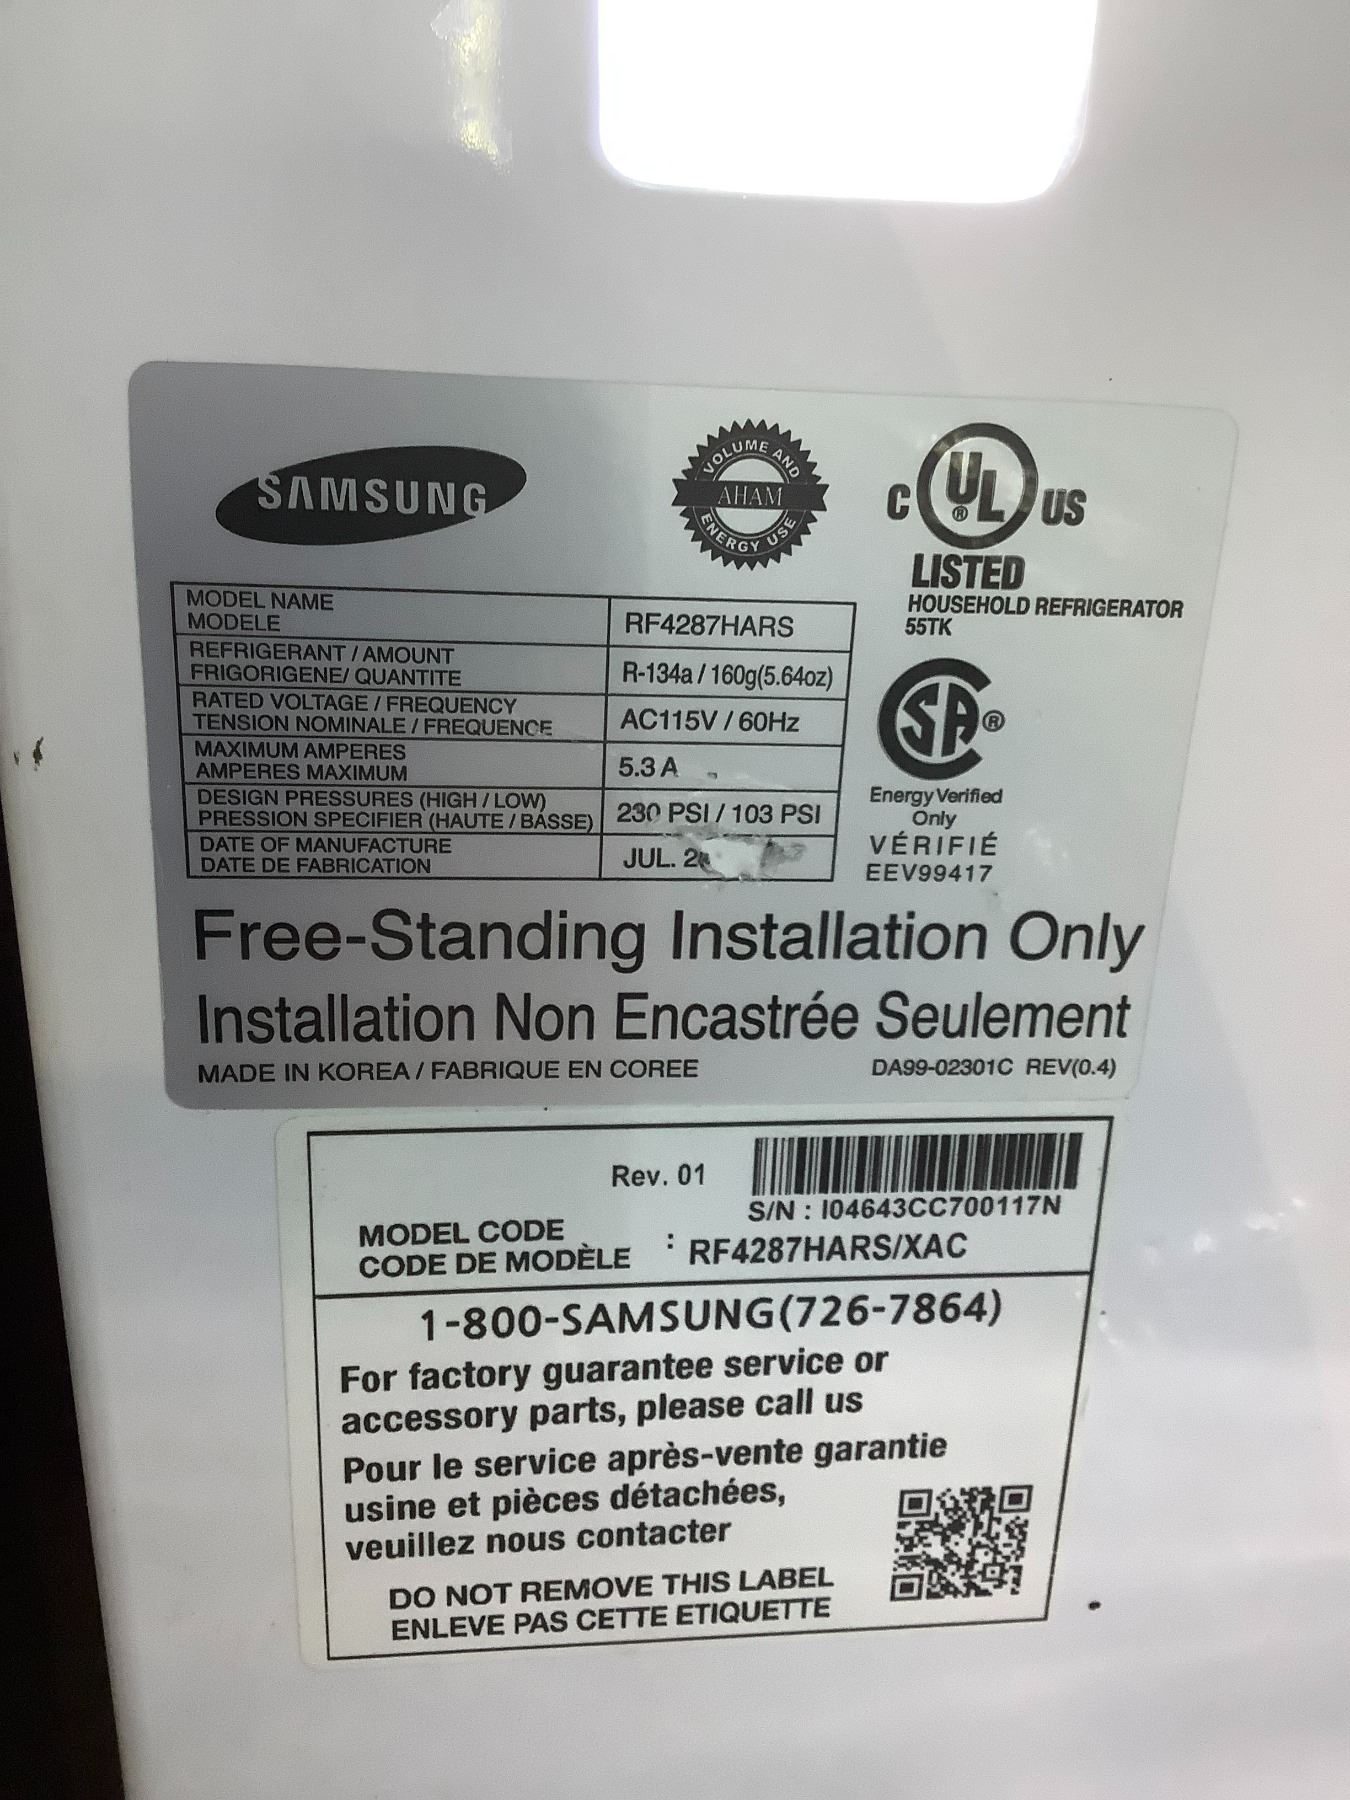 SAMSUNG
VOLUME AND
AHAM
ENERGY USE
C UL® US
LISTED
HOUSEHOLD REFRIGERATOR
55TK
MODEL NAME
MODELE
RF4287HARS
REFRIGERANT / AMOUNT
FRIGORIGENE/ QUANTITE
R-134a / 160g(5.64oz)
RATED VOLTAGE / FREQUENCY
TENSION NOMINALE / FREQUENCE
AC115V / 60Hz
MAXIMUM AMPERES
AMPERES MAXIMUM
5.3 A
DESIGN PRESSURES (HIGH / LOW)
PRESSION SPECIFIER (HAUTE / BASSE)
230 PSI / 103 PSI
DATE OF MANUFACTURE
DATE DE FABRICATION
JUL.
CSA®
Energy Verified
Only
VÉRIFIÉ
EEV99417
Free-Standing Installation Only
Installation Non Encastrée Seulement
MADE IN KOREA / FABRIQUE EN COREE
DA99-02301C REV(0.4)
Rev. 01
S/N : I04643CC700117N
MODEL CODE
CODE DE MODÈLE : RF4287HARS/XAC
1-800-SAMSUNG(726-7864)
For factory guarantee service or
accessory parts, please call us
Pour le service après-vente garantie
usine et pièces détachées,
veuillez nous contacter
DO NOT REMOVE THIS LABEL
ENLEVE PAS CETTE ETIQUETTE